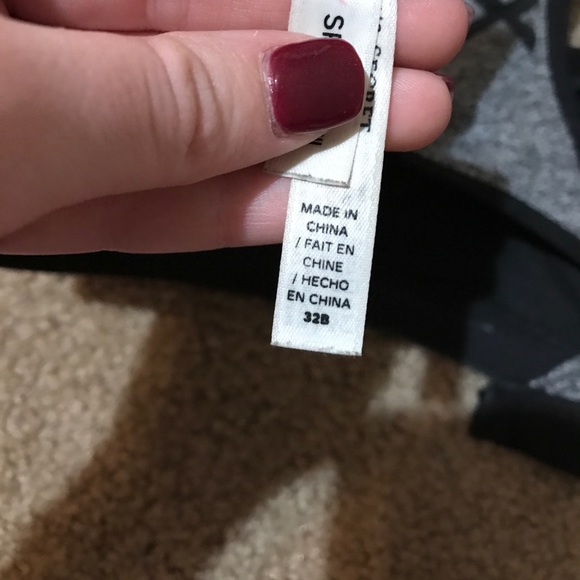 MADE IN
CHINA
/ FAIT EN
CHINE
/ HECHO
EN CHINA
32B